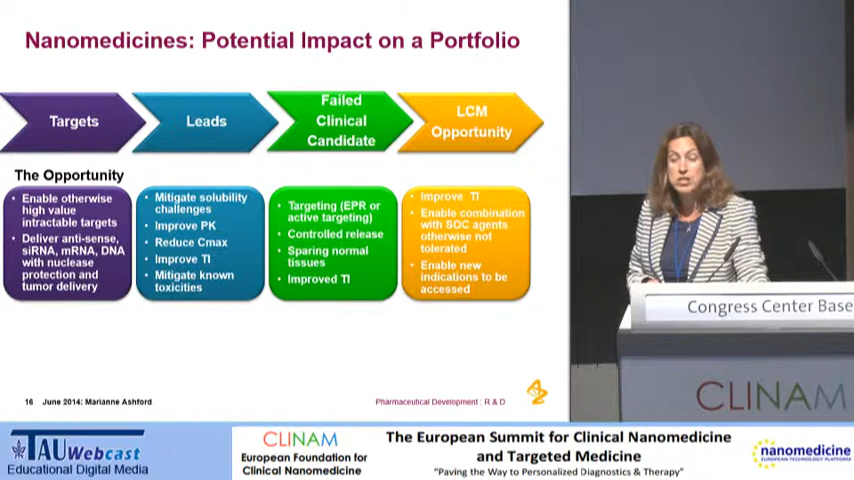 Nanomedicines: Potential Impact on a Portfolio
Targets
Leads
Failed
Clinical
Candidate
LCM
Opportunity
The Opportunity
• Enable otherwise
high value
intractable targets
• Deliver anti-sense,
siRNA, mRNA, DNA
with nuclease
protection and
tumor delivery
• Mitigate solubility
challenges
• Improve PK
• Reduce Cmax
• Improve TI
• Mitigate known
toxicities
• Targeting (EPR or
active targeting)
• Controlled release
• Sparing normal
tissues
• Improved TI
• Improve TI
• Enable combination
with SOC agents
otherwise not
tolerated
• Enable new
indications to be
accessed
16 June 2014: Marianne Ashford
Pharmaceutical Development : R & D
Congress Center Base
CLINAM
TAU Webcast
Educational Digital Media
CLINAM
European Foundation for
Clinical Nanomedicine
The European Summit for Clinical Nanomedicine
and Targeted Medicine
"Paving the Way to Personalized Diagnostics & Therapy"
nanomedicine
EUROPEAN TECHNOLOGY PLATFORM